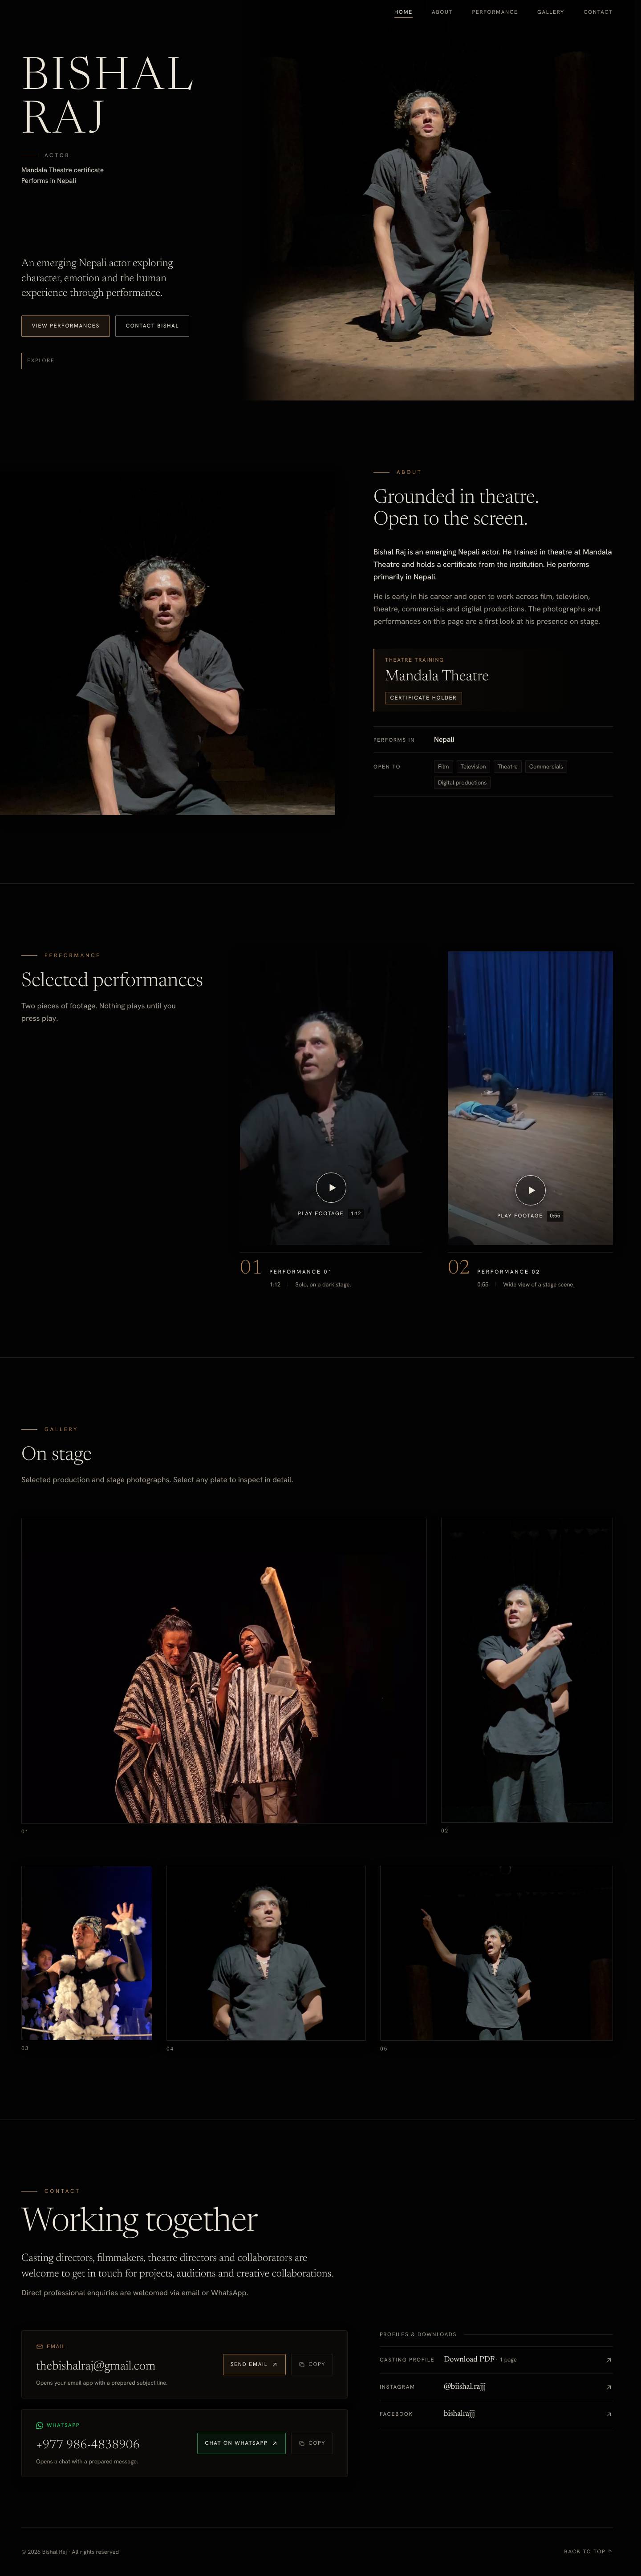 HOME ABOUT PERFORMANCE GALLERY CONTACT
BISHAL
RAJ
ACTOR
Mandala Theatre certificate
Performs in Nepali
An emerging Nepali actor exploring
character, emotion and the human
experience through performance.
VIEW PERFORMANCES CONTACT BISHAL
EXPLORE
ABOUT
Grounded in theatre.
Open to the screen.
Bishal Raj is an emerging Nepali actor. He trained in theatre at Mandala
Theatre and holds a certificate from the institution. He performs
primarily in Nepali.
He is early in his career and open to work across film, television,
theatre, commercials and digital productions. The photographs and
performances on this page are a first look at his presence on stage.
THEATRE TRAINING
Mandala Theatre
CERTIFICATE HOLDER
PERFORMS IN Nepali
OPEN TO Film Television Theatre Commercials
Digital productions
PERFORMANCE
Selected performances
Two pieces of footage. Nothing plays until you
press play.
PLAY FOOTAGE 1:12
01 PERFORMANCE 01
1:12 Solo, on a dark stage.
PLAY FOOTAGE 0:55
02 PERFORMANCE 02
0:55 Wide view of a stage scene.
GALLERY
On stage
Selected production and stage photographs. Select any plate to inspect in detail.
01
02
03
04
05
CONTACT
Working together
Casting directors, filmmakers, theatre directors and collaborators are
welcome to get in touch for projects, auditions and creative collaborations.
Direct professional enquiries are welcomed via email or WhatsApp.
EMAIL
thebishalraj@gmail.com
SEND EMAIL ↗ COPY
Opens your email app with a prepared subject line.
WHATSAPP
+977 986-4838906
CHAT ON WHATSAPP ↗ COPY
Opens a chat with a prepared message.
PROFILES & DOWNLOADS
CASTING PROFILE Download PDF · 1 page ↗
INSTAGRAM @biishal.rajjj ↗
FACEBOOK bishalrajjj ↗
© 2026 Bishal Raj · All rights reserved
BACK TO TOP ↑